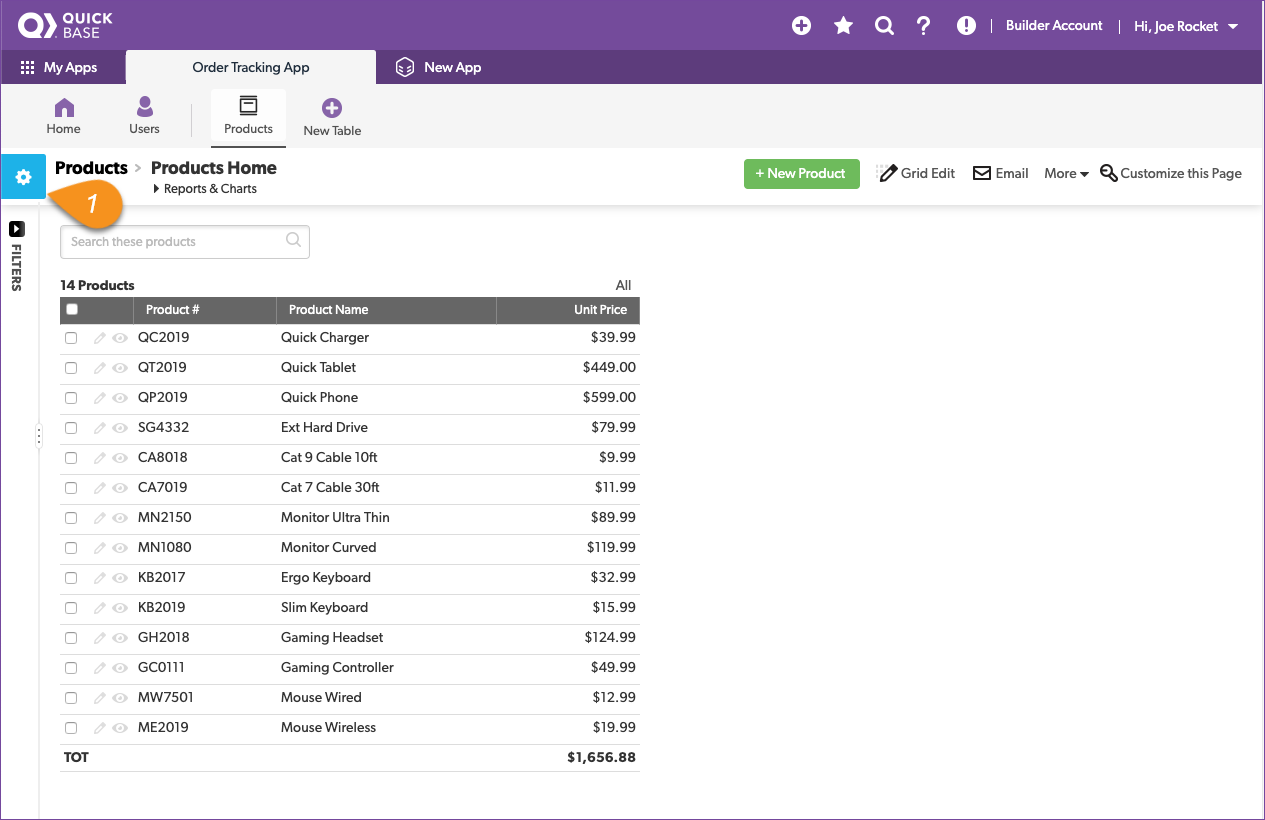 QUICK
BASE
Builder Account
Hi, Joe Rocket
My Apps
Order Tracking App
New App
Home
Users
Products
New Table
Products > Products Home
Reports & Charts
+ New Product
Grid Edit
Email
More
Customize this Page
1
FILTERS
Search these products
14 Products All
Product # Product Name Unit Price
QC2019 Quick Charger $39.99
QT2019 Quick Tablet $449.00
QP2019 Quick Phone $599.00
SG4332 Ext Hard Drive $79.99
CA8018 Cat 9 Cable 10ft $9.99
CA7019 Cat 7 Cable 30ft $11.99
MN2150 Monitor Ultra Thin $89.99
MN1080 Monitor Curved $119.99
KB2017 Ergo Keyboard $32.99
KB2019 Slim Keyboard $15.99
GH2018 Gaming Headset $124.99
GC0111 Gaming Controller $49.99
MW7501 Mouse Wired $12.99
ME2019 Mouse Wireless $19.99
TOT $1,656.88